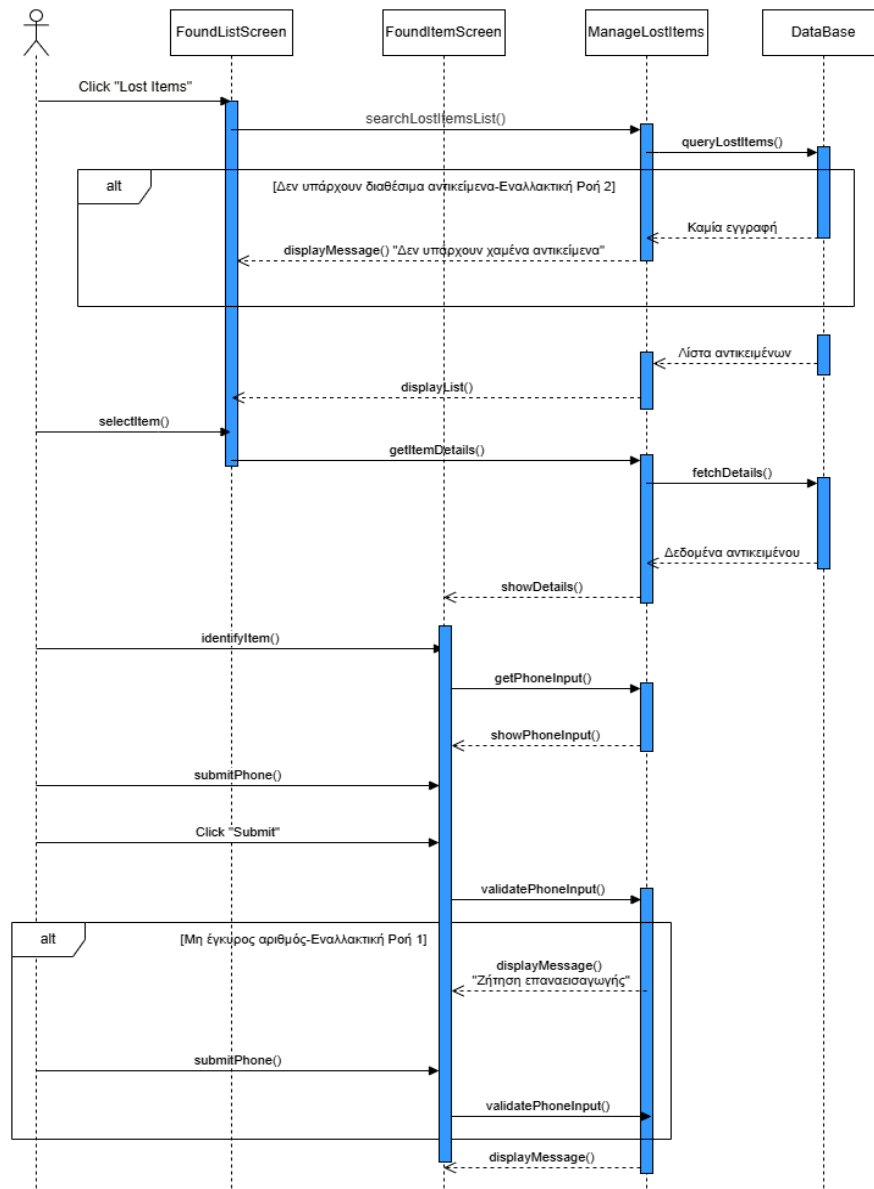 FoundListScreen
FoundItemScreen
ManageLostItems
DataBase
Click "Lost Items"
searchLostItemsList()
queryLostItems()
alt
[Δεν υπάρχουν διαθέσιμα αντικείμενα-Εναλλακτική Ροή 2]
Καμία εγγραφή
displayMessage() "Δεν υπάρχουν χαμένα αντικείμενα"
Λίστα αντικειμένων
displayList()
selectItem()
getItemDetails()
fetchDetails()
Δεδομένα αντικειμένου
showDetails()
identifyItem()
getPhoneInput()
showPhoneInput()
submitPhone()
Click "Submit"
validatePhoneInput()
alt
[Μη έγκυρος αριθμός-Εναλλακτική Ροή 1]
displayMessage()
"Ζήτηση επαναεισαγωγής"
submitPhone()
validatePhoneInput()
displayMessage()